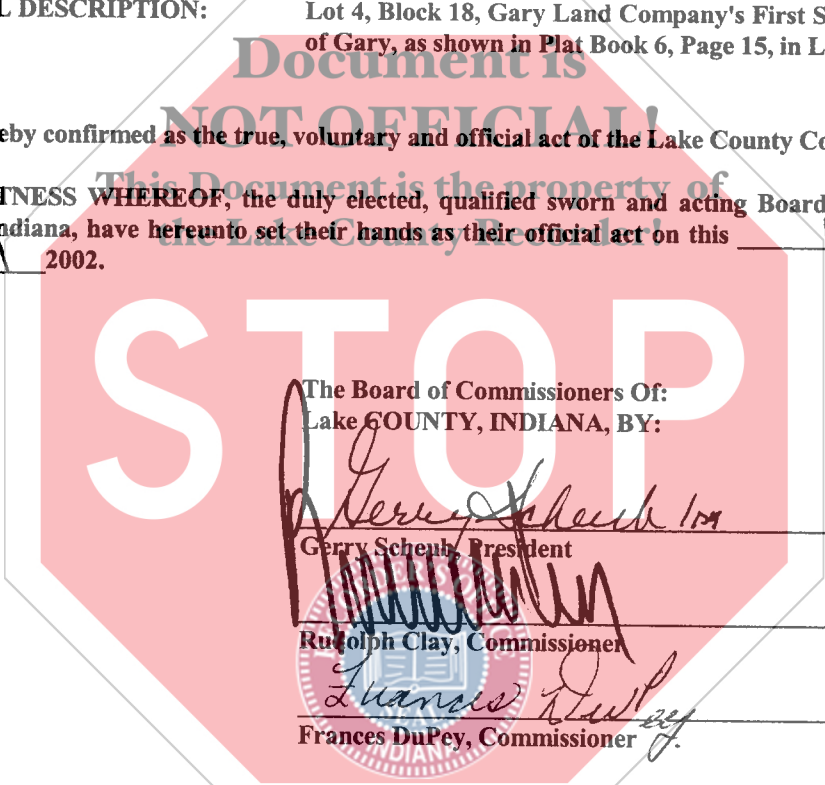 L DESCRIPTION: Lot 4, Block 18, Gary Land Company's First S
of Gary, as shown in Plat Book 6, Page 15, in L
Document is
NOT OFFICIAL!
eby confirmed as the true, voluntary and official act of the Lake County Co
This Document is the property of
TNESS WHEREOF, the duly elected, qualified sworn and acting Board
ndiana, have hereunto set their hands as their official act on this
the Lake County Recorder!
2002.
STOP
The Board of Commissioners Of:
Lake COUNTY, INDIANA, BY:
Gerry Scheub
Gerry Scheub, President
Rudolph Clay, Commissioner
Frances DuPey
Frances DuPey, Commissioner
SEAL
INDIANA